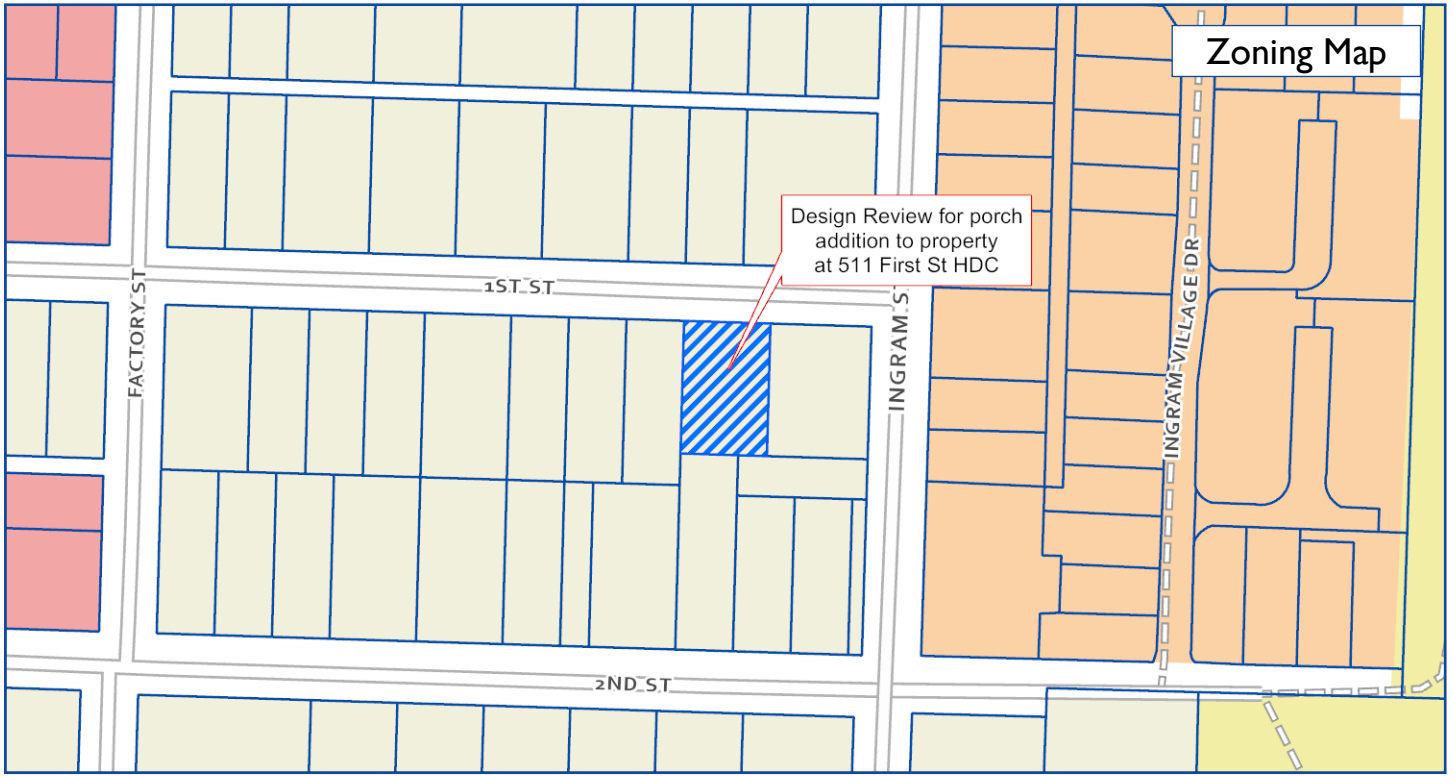 Zoning Map
Design Review for porch
addition to property
at 511 First St HDC
1ST ST
FACTORY ST
INGRAM ST
INGRAM VILLAGE DR
2ND ST